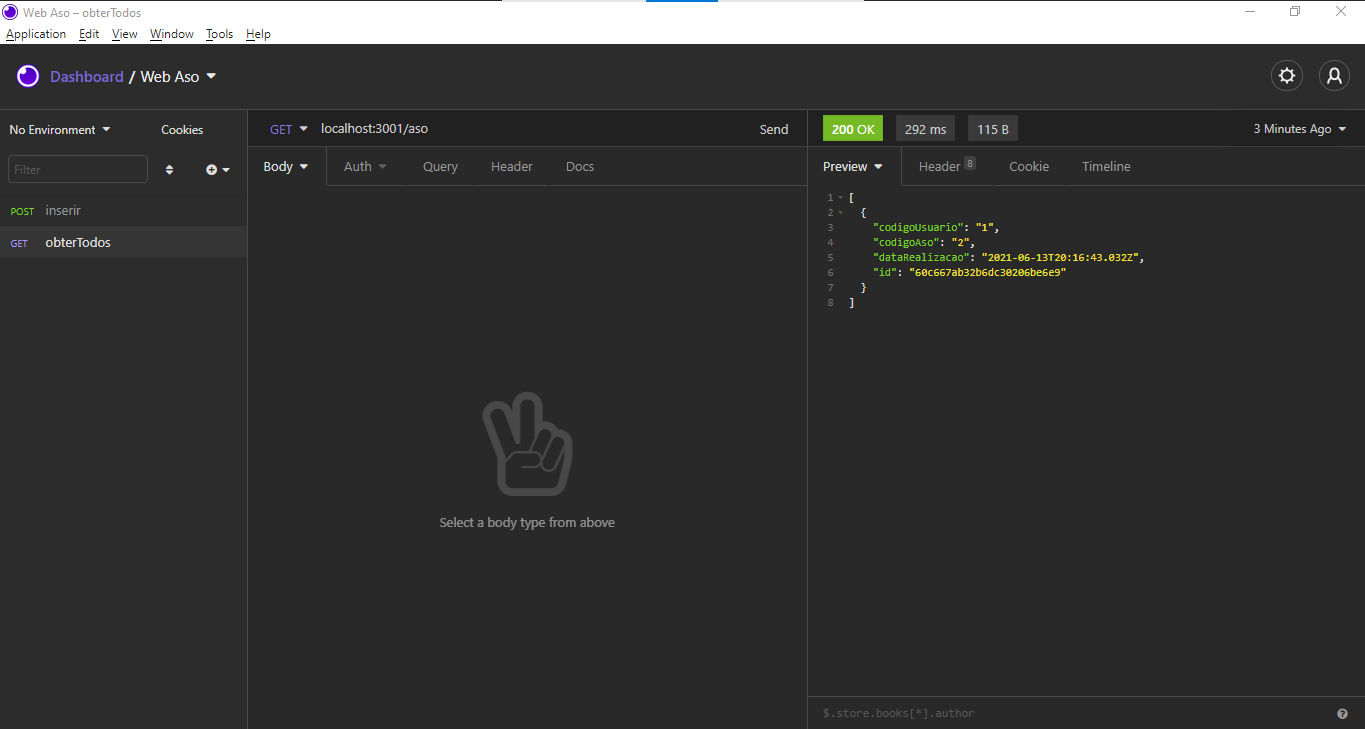 Web Aso – obterTodos
Application Edit View Window Tools Help
Dashboard / Web Aso
No Environment Cookies
Filter
POST inserir
GET obterTodos
GET localhost:3001/aso Send
Body Auth Query Header Docs
Select a body type from above
200 OK 292 ms 115 B 3 Minutes Ago
Preview Header 8 Cookie Timeline
1 [
2 {
3 "codigoUsuario": "1",
4 "codigoAso": "2",
5 "dataRealizacao": "2021-06-13T20:16:43.032Z",
6 "id": "60c667ab32b6dc30206be6e9"
7 }
8 ]
$.store.books[*].author